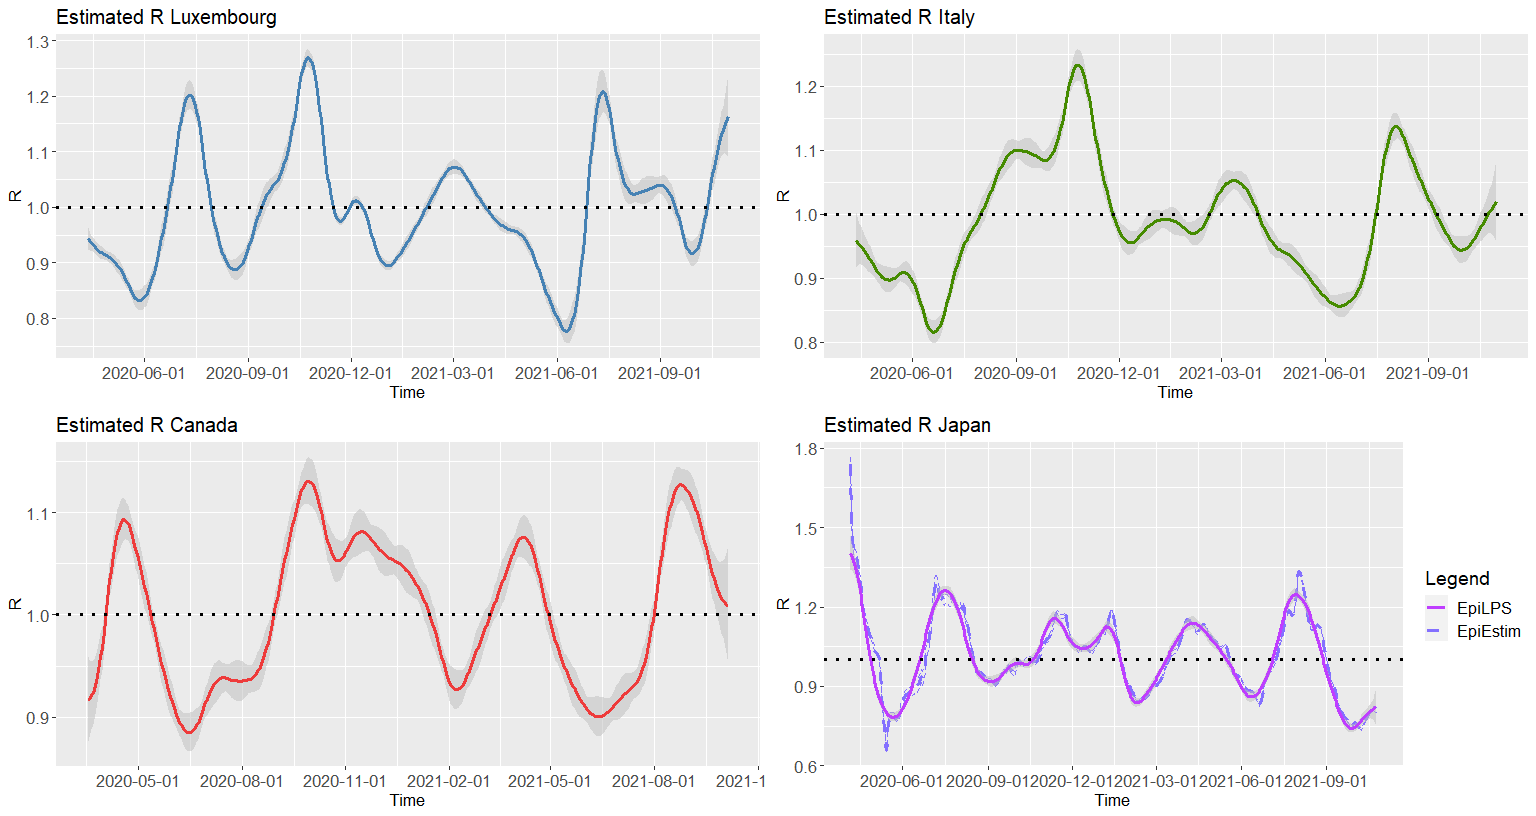 Estimated R Luxembourg
1.3
1.2
1.1
1.0
0.9
0.8
R
2020-06-01 2020-09-01 2020-12-01 2021-03-01 2021-06-01 2021-09-01
Time
Estimated R Italy
1.2
1.1
1.0
0.9
0.8
R
2020-06-01 2020-09-01 2020-12-01 2021-03-01 2021-06-01 2021-09-01
Time
Estimated R Canada
1.1
1.0
0.9
R
2020-05-01 2020-08-01 2020-11-01 2021-02-01 2021-05-01 2021-08-01 2021-1
Time
Estimated R Japan
1.8
1.5
1.2
0.9
0.6
R
2020-06-01 2020-09-01 2020-12-01 2021-03-01 2021-06-01 2021-09-01
Time
Legend
EpiLPS
EpiEstim